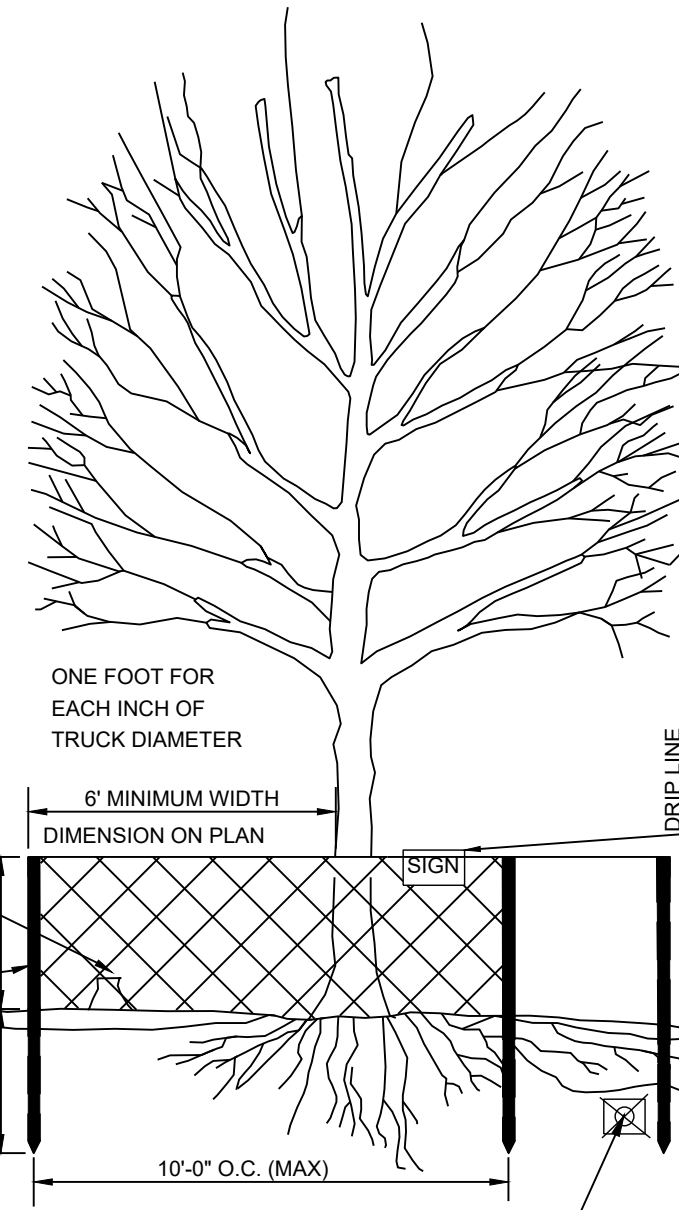 ONE FOOT FOR
EACH INCH OF
TRUCK DIAMETER
DRIP LINE
6' MINIMUM WIDTH
DIMENSION ON PLAN
SIGN
10'-0" O.C. (MAX)